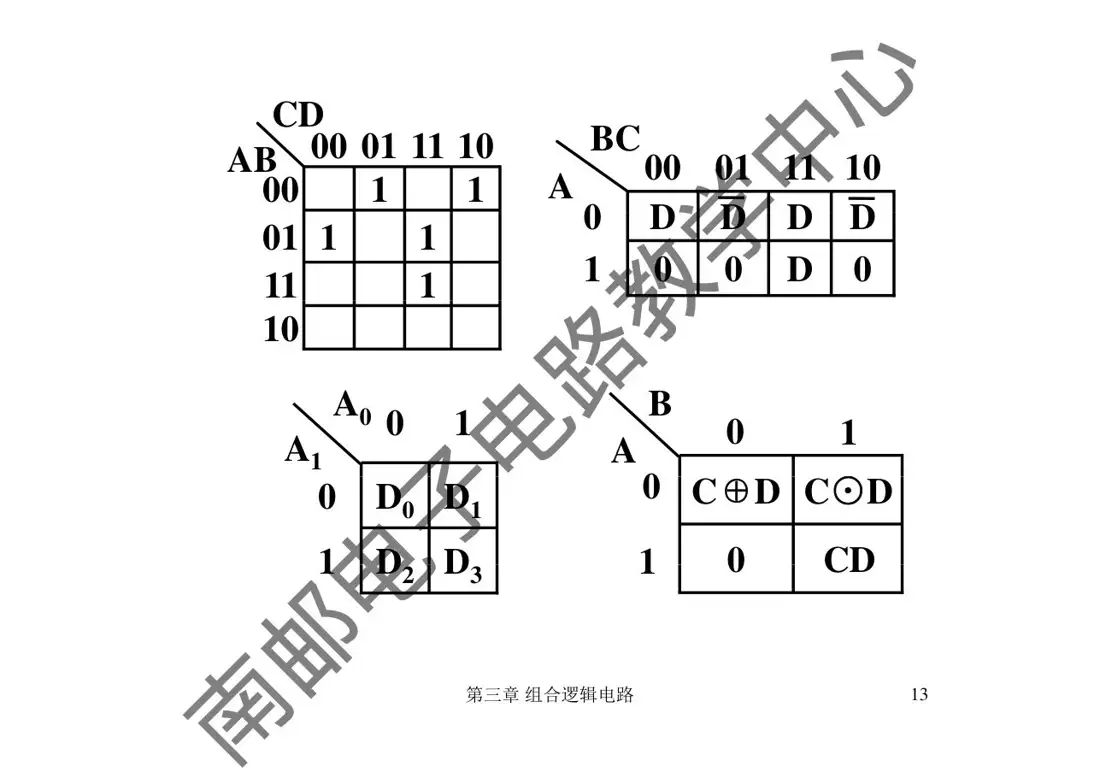 CD
AB 00 01 11 10
00 1 1
01 1 1
11 1
10
BC
A 00 01 11 10
0 D D̅ D D̅
1 0 0 D 0
A₀ 0 1
A₁
0 D₀ D₁
1 D₂ D₃
B
A 0 1
0 C⊕D C⊙D
1 0 CD
南邮电子电路教学中心
第三章 组合逻辑电路 13